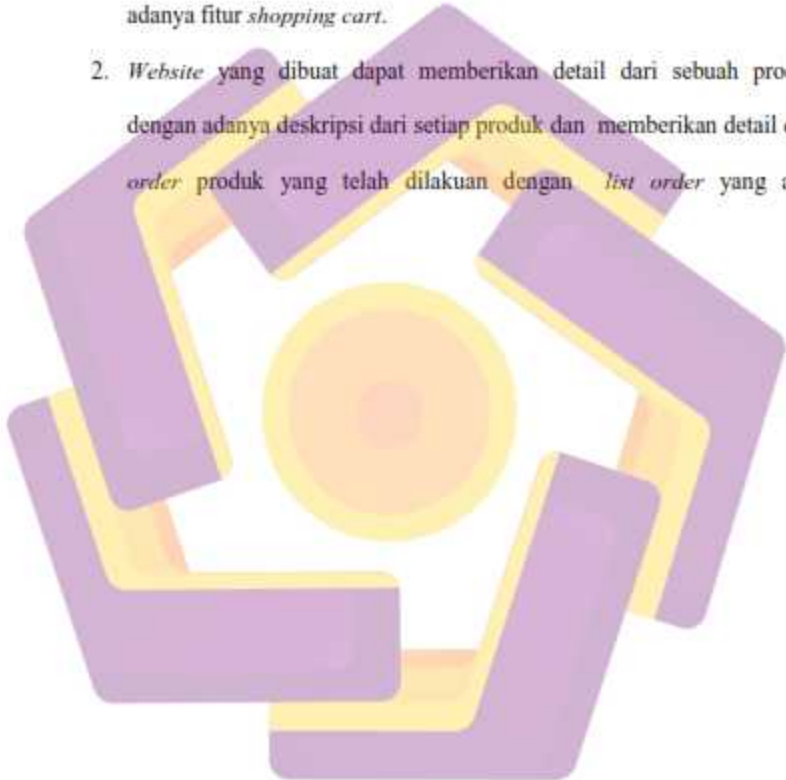 adanya fitur shopping cart.
2. Website yang dibuat dapat memberikan detail dari sebuah pro
dengan adanya deskripsi dari setiap produk dan memberikan detail
order produk yang telah dilakuan dengan list order yang a